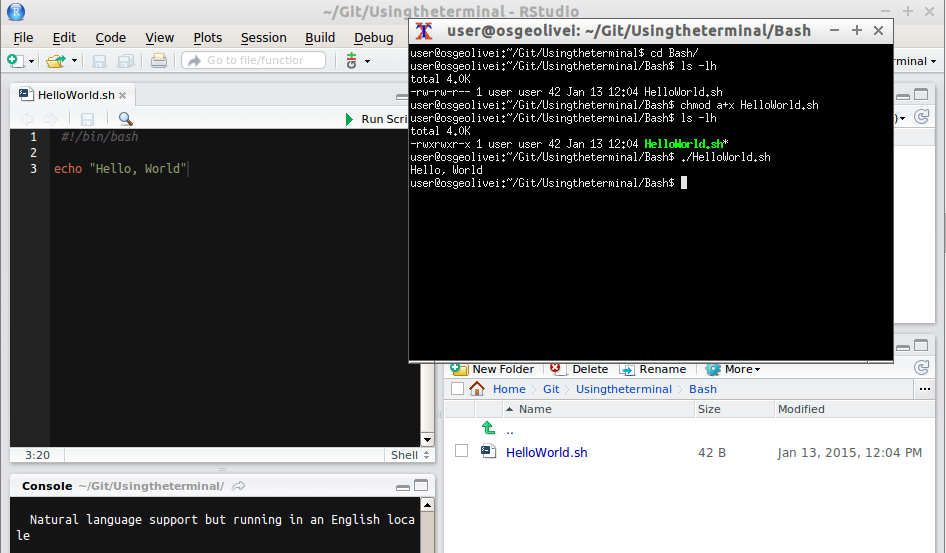 ~/Git/Usingtheterminal - RStudio
File Edit Code View Plots Session Build Debug
Go to file/function
HelloWorld.sh
Run Scri
1 #!/bin/bash
2
3 echo "Hello, World"
3:20 Shell
Console ~/Git/Usingtheterminal/
Natural language support but running in an English loca
le
user@osgeolivei: ~/Git/Usingtheterminal/Bash
user@osgeolivei:~/Git/Usingtheterminal$ cd Bash/
user@osgeolivei:~/Git/Usingtheterminal/Bash$ ls -lh
total 4.0K
-rw-rw-r-- 1 user user 42 Jan 13 12:04 HelloWorld.sh
user@osgeolivei:~/Git/Usingtheterminal/Bash$ chmod a+x HelloWorld.sh
user@osgeolivei:~/Git/Usingtheterminal/Bash$ ls -lh
total 4.0K
-rwxrwxr-x 1 user user 42 Jan 13 12:04 HelloWorld.sh*
user@osgeolivei:~/Git/Usingtheterminal/Bash$ ./HelloWorld.sh
Hello, World
user@osgeolivei:~/Git/Usingtheterminal/Bash$
minal
New Folder Delete Rename More
Home Git Usingtheterminal Bash ...
Name Size Modified
..
HelloWorld.sh 42 B Jan 13, 2015, 12:04 PM